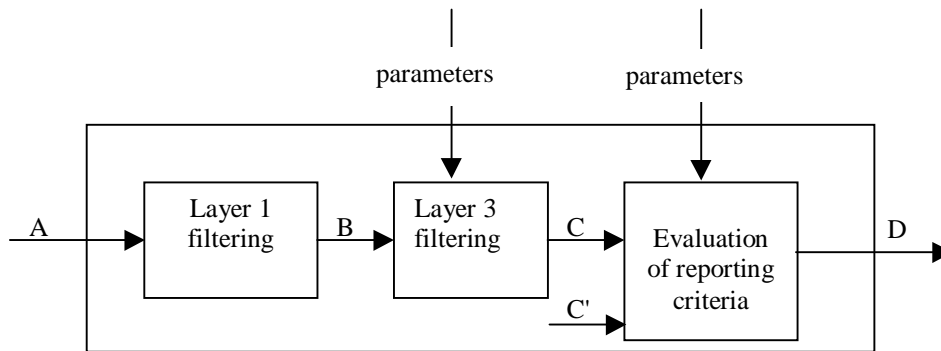 parameters
parameters
A
Layer 1
filtering
B
Layer 3
filtering
C
C'
Evaluation
of reporting
criteria
D